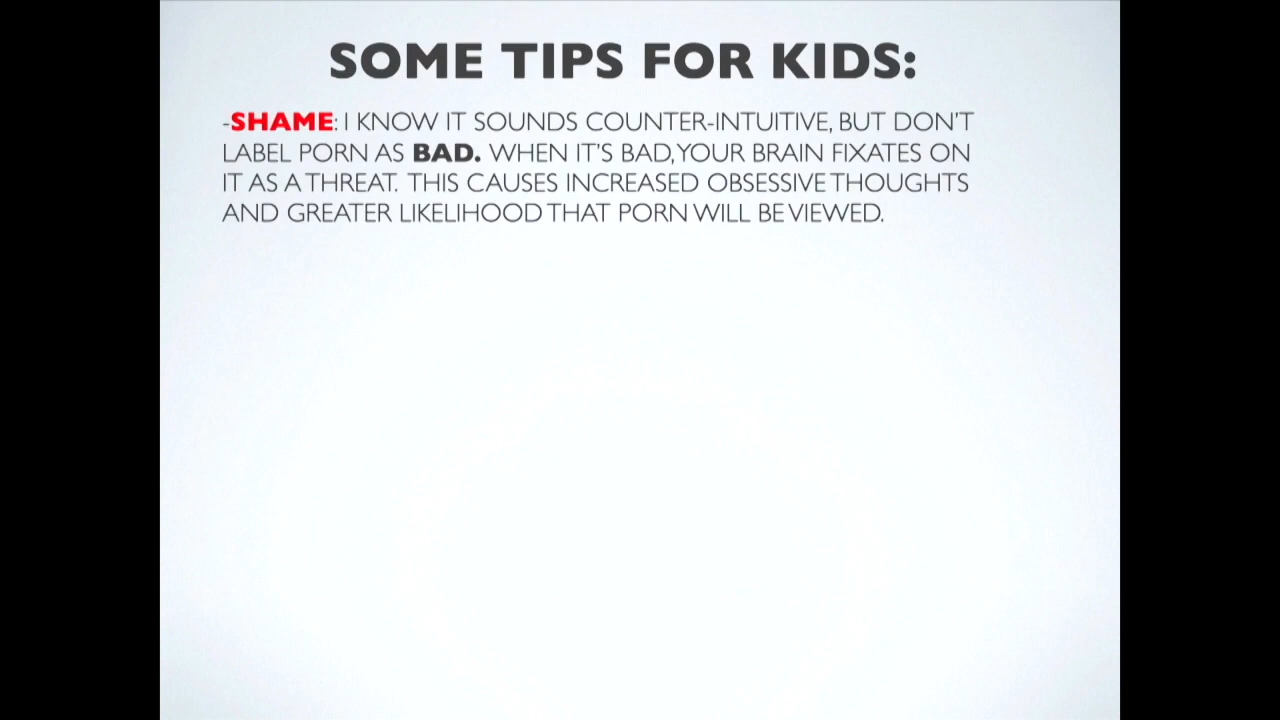 SOME TIPS FOR KIDS:
-SHAME: I KNOW IT SOUNDS COUNTER-INTUITIVE, BUT DON'T
LABEL PORN AS BAD. WHEN IT'S BAD, YOUR BRAIN FIXATES ON
IT AS A THREAT. THIS CAUSES INCREASED OBSESSIVE THOUGHTS
AND GREATER LIKELIHOOD THAT PORN WILL BE VIEWED.